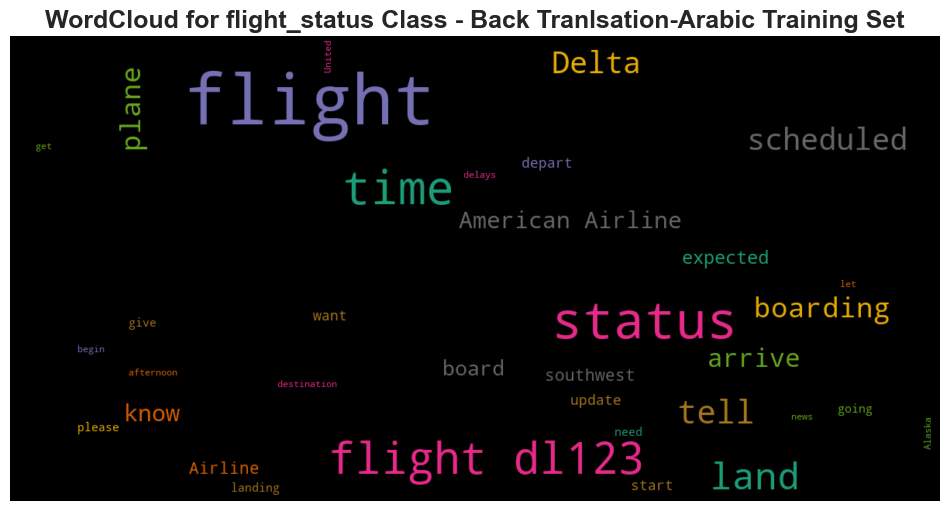 WordCloud for flight_status Class - Back Tranlsation-Arabic Training Set
United
Delta
flight
plane
scheduled
get
depart
time
delays
American Airline
expected
let
boarding
status
want
give
begin
arrive
board
afternoon
southwest
destination
update
tell
know
going
news
please
need
Alaska
flight dl123
Airline
land
landing
start